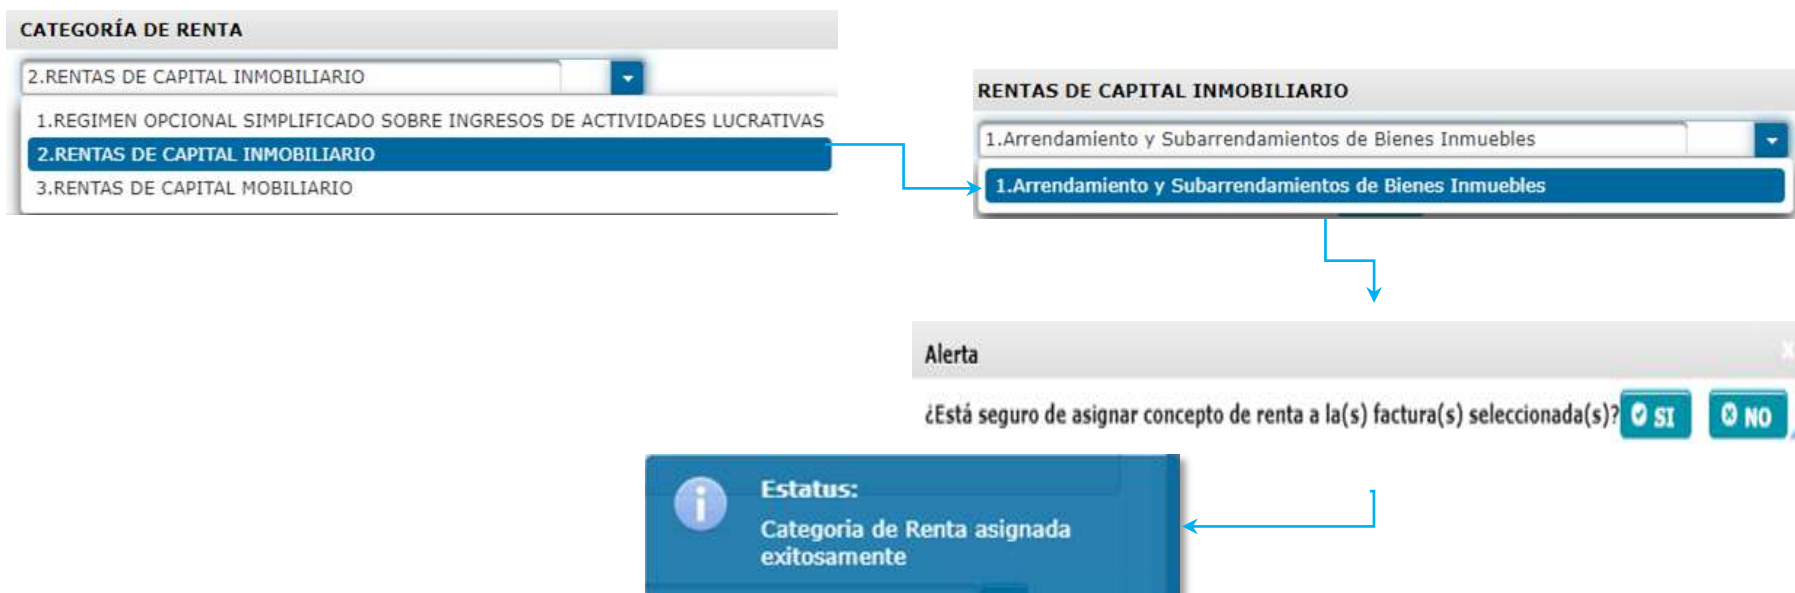 CATEGORÍA DE RENTA
2.RENTAS DE CAPITAL INMOBILIARIO
1.REGIMEN OPCIONAL SIMPLIFICADO SOBRE INGRESOS DE ACTIVIDADES LUCRATIVAS
2.RENTAS DE CAPITAL INMOBILIARIO
3.RENTAS DE CAPITAL MOBILIARIO
RENTAS DE CAPITAL INMOBILIARIO
1.Arrendamiento y Subarrendamientos de Bienes Inmuebles
1.Arrendamiento y Subarrendamientos de Bienes Inmuebles
Alerta
¿Está seguro de asignar concepto de renta a la(s) factura(s) seleccionada(s)? SI NO
Estatus:
Categoria de Renta asignada
exitosamente